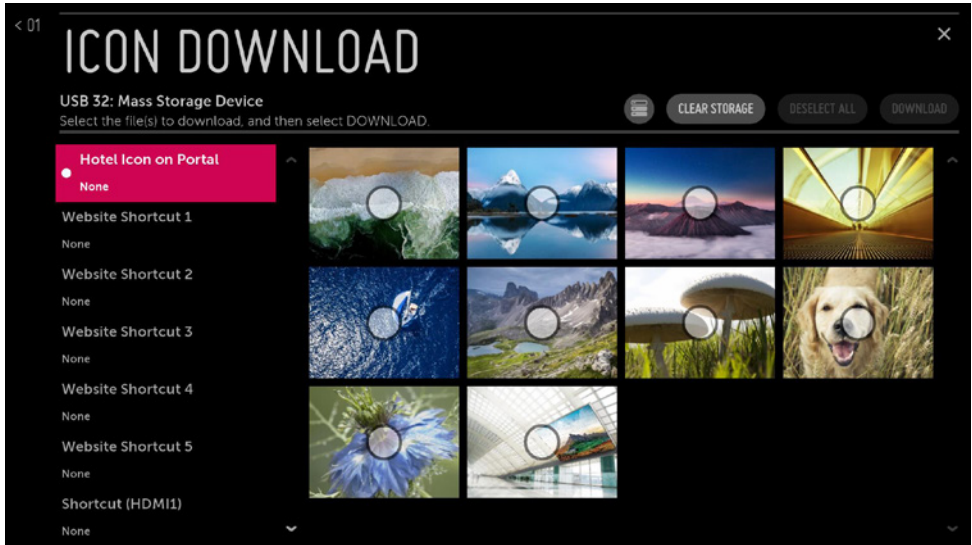 < 01
ICON DOWNLOAD
USB 32: Mass Storage Device
Select the file(s) to download, and then select DOWNLOAD.
CLEAR STORAGE
DESELECT ALL
DOWNLOAD
Hotel Icon on Portal
None
Website Shortcut 1
None
Website Shortcut 2
None
Website Shortcut 3
None
Website Shortcut 4
None
Website Shortcut 5
None
Shortcut (HDMI1)
None